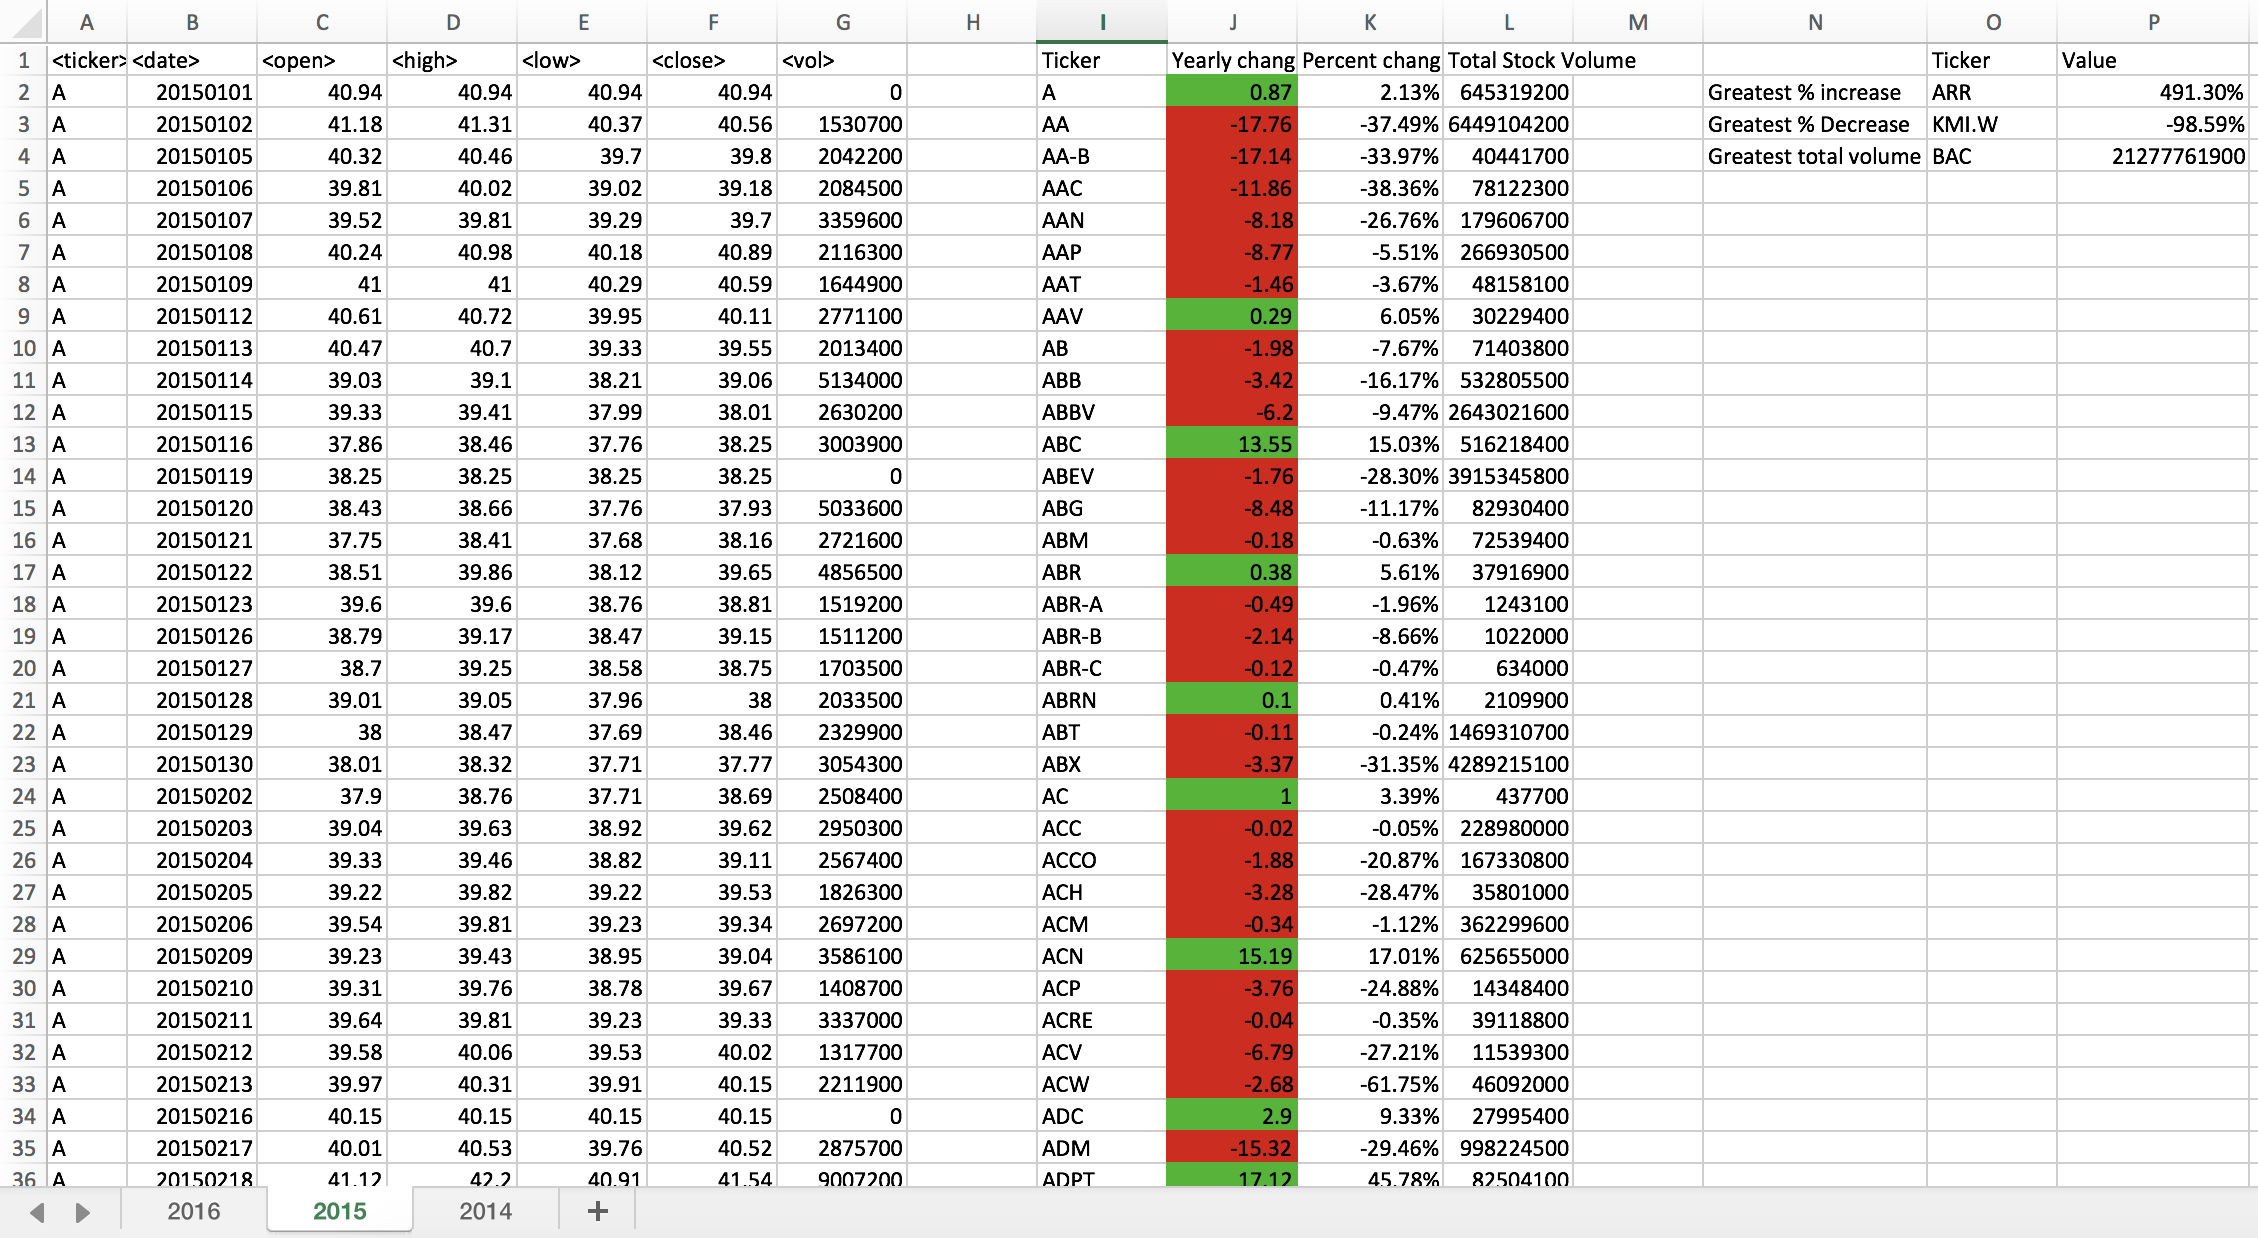 A B C D E F G H I J K L M N O P
1 <ticker> <date> <open> <high> <low> <close> <vol> Ticker Yearly chang Percent chang Total Stock Volume Ticker Value
2 A 20150101 40.94 40.94 40.94 40.94 0 A 0.87 2.13% 645319200 Greatest % increase ARR 491.30%
3 A 20150102 41.18 41.31 40.37 40.56 1530700 AA -17.76 -37.49% 6449104200 Greatest % Decrease KMI.W -98.59%
4 A 20150105 40.32 40.46 39.7 39.8 2042200 AA-B -17.14 -33.97% 40441700 Greatest total volume BAC 21277761900
5 A 20150106 39.81 40.02 39.02 39.18 2084500 AAC -11.86 -38.36% 78122300
6 A 20150107 39.52 39.81 39.29 39.7 3359600 AAN -8.18 -26.76% 179606700
7 A 20150108 40.24 40.98 40.18 40.89 2116300 AAP -8.77 -5.51% 266930500
8 A 20150109 41 41 40.29 40.59 1644900 AAT -1.46 -3.67% 48158100
9 A 20150112 40.61 40.72 39.95 40.11 2771100 AAV 0.29 6.05% 30229400
10 A 20150113 40.47 40.7 39.33 39.55 2013400 AB -1.98 -7.67% 71403800
11 A 20150114 39.03 39.1 38.21 39.06 5134000 ABB -3.42 -16.17% 532805500
12 A 20150115 39.33 39.41 37.99 38.01 2630200 ABBV -6.2 -9.47% 2643021600
13 A 20150116 37.86 38.46 37.76 38.25 3003900 ABC 13.55 15.03% 516218400
14 A 20150119 38.25 38.25 38.25 38.25 0 ABEV -1.76 -28.30% 3915345800
15 A 20150120 38.43 38.66 37.76 37.93 5033600 ABG -8.48 -11.17% 82930400
16 A 20150121 37.75 38.41 37.68 38.16 2721600 ABM -0.18 -0.63% 72539400
17 A 20150122 38.51 39.86 38.12 39.65 4856500 ABR 0.38 5.61% 37916900
18 A 20150123 39.6 39.6 38.76 38.81 1519200 ABR-A -0.49 -1.96% 1243100
19 A 20150126 38.79 39.17 38.47 39.15 1511200 ABR-B -2.14 -8.66% 1022000
20 A 20150127 38.7 39.25 38.58 38.75 1703500 ABR-C -0.12 -0.47% 634000
21 A 20150128 39.01 39.05 37.96 38 2033500 ABRN 0.1 0.41% 2109900
22 A 20150129 38 38.47 37.69 38.46 2329900 ABT -0.11 -0.24% 1469310700
23 A 20150130 38.01 38.32 37.71 37.77 3054300 ABX -3.37 -31.35% 4289215100
24 A 20150202 37.9 38.76 37.71 38.69 2508400 AC 1 3.39% 437700
25 A 20150203 39.04 39.63 38.92 39.62 2950300 ACC -0.02 -0.05% 228980000
26 A 20150204 39.33 39.46 38.82 39.11 2567400 ACCO -1.88 -20.87% 167330800
27 A 20150205 39.22 39.82 39.22 39.53 1826300 ACH -3.28 -28.47% 35801000
28 A 20150206 39.54 39.81 39.23 39.34 2697200 ACM -0.34 -1.12% 362299600
29 A 20150209 39.23 39.43 38.95 39.04 3586100 ACN 15.19 17.01% 625655000
30 A 20150210 39.31 39.76 38.78 39.67 1408700 ACP -3.76 -24.88% 14348400
31 A 20150211 39.64 39.81 39.23 39.33 3337000 ACRE -0.04 -0.35% 39118800
32 A 20150212 39.58 40.06 39.53 40.02 1317700 ACV -6.79 -27.21% 11539300
33 A 20150213 39.97 40.31 39.91 40.15 2211900 ACW -2.68 -61.75% 46092000
34 A 20150216 40.15 40.15 40.15 40.15 0 ADC 2.9 9.33% 27995400
35 A 20150217 40.01 40.53 39.76 40.52 2875700 ADM -15.32 -29.46% 998224500
36 A 20150218 41.12 42.2 40.91 41.54 9007200 ADPT 17.12 45.78% 82504100
2016 2015 2014 +